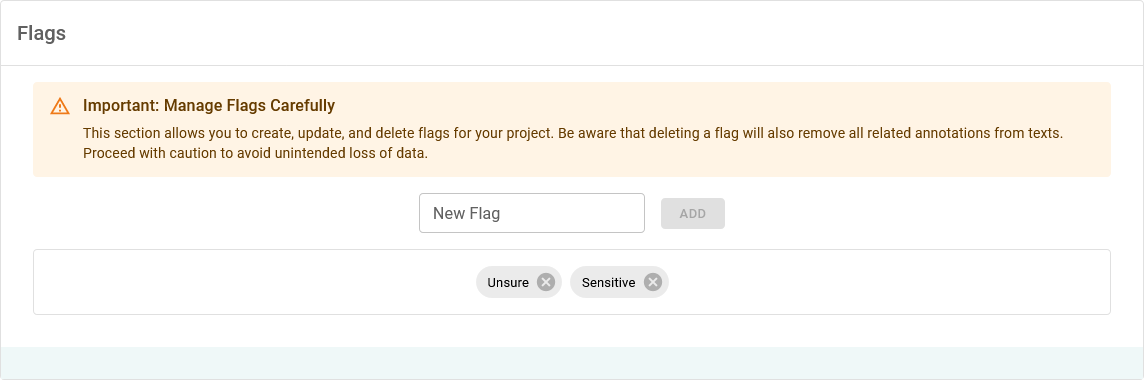 Flags
Important: Manage Flags Carefully
This section allows you to create, update, and delete flags for your project. Be aware that deleting a flag will also remove all related annotations from texts.
Proceed with caution to avoid unintended loss of data.
New Flag
ADD
Unsure
Sensitive